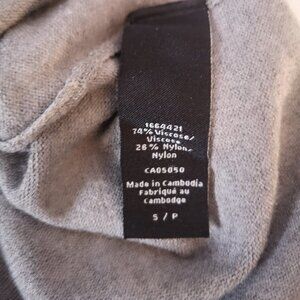 1664421
74% Viscose/
Viscose
26% Nylon/
Nylon
CA05050
Made in Cambodia
Fabriqué au
Cambodge
S / P